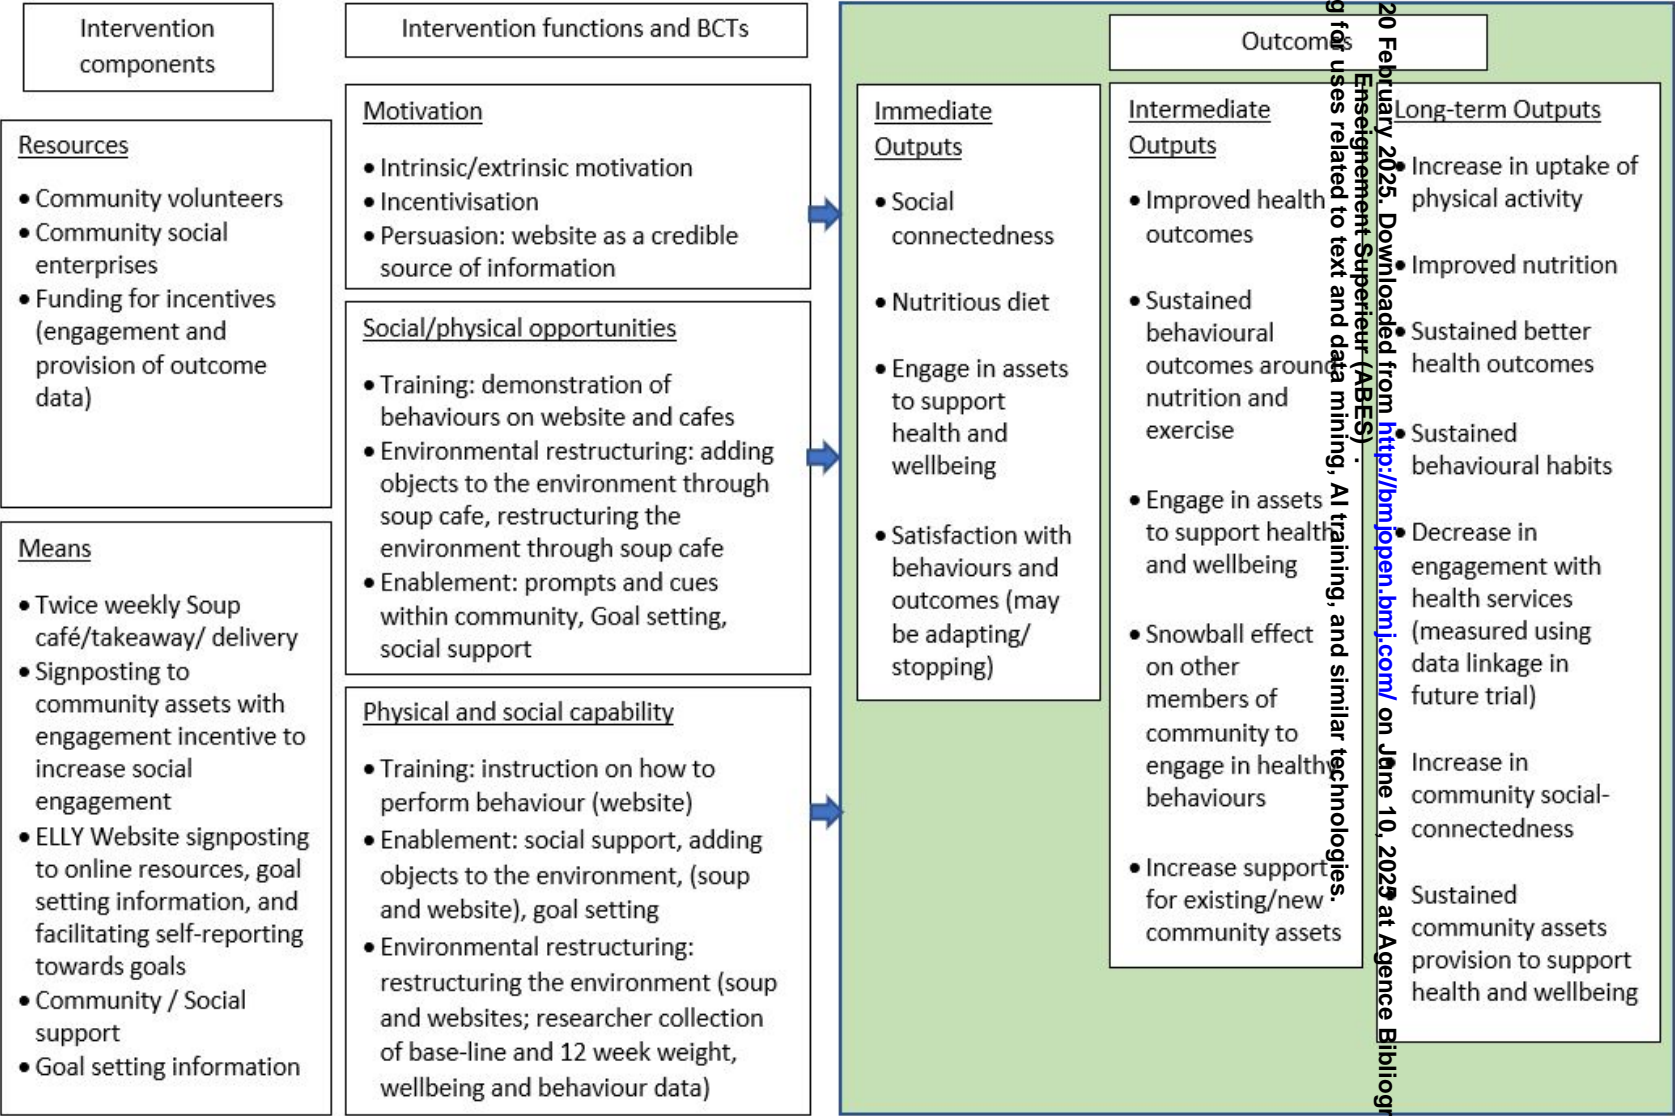 Intervention
components
Resources
• Community volunteers
• Community social
enterprises
• Funding for incentives
(engagement and
provision of outcome
data)
Means
• Twice weekly Soup
café/takeaway/ delivery
• Signposting to
community assets with
engagement incentive to
increase social
engagement
• ELLY Website signposting
to online resources, goal
setting information, and
facilitating self-reporting
towards goals
• Community / Social
support
• Goal setting information
Intervention functions and BCTs
Motivation
• Intrinsic/extrinsic motivation
• Incentivisation
• Persuasion: website as a credible
source of information
Social/physical opportunities
• Training: demonstration of
behaviours on website and cafes
• Environmental restructuring: adding
objects to the environment through
soup cafe, restructuring the
environment through soup cafe
• Enablement: prompts and cues
within community, Goal setting,
social support
Physical and social capability
• Training: instruction on how to
perform behaviour (website)
• Enablement: social support, adding
objects to the environment, (soup
and website), goal setting
• Environmental restructuring:
restructuring the environment (soup
and websites; researcher collection
of base-line and 12 week weight,
wellbeing and behaviour data)
Outcomes
Immediate
Outputs
• Social
connectedness
• Nutritious diet
• Engage in assets
to support
health and
wellbeing
• Satisfaction with
behaviours and
outcomes (may
be adapting/
stopping)
Intermediate
Outputs
• Improved health
outcomes
• Sustained
behavioural
outcomes around
nutrition and
exercise
• Engage in assets
to support health
and wellbeing
• Snowball effect
on other
members of
community to
engage in healthy
behaviours
• Increase support
for existing/new
community assets
Long-term Outputs
• Increase in uptake of
physical activity
• Improved nutrition
• Sustained better
health outcomes
• Sustained
behavioural habits
• Decrease in
engagement with
health services
(measured using
data linkage in
future trial)
• Increase in
community social-
connectedness
• Sustained
community assets
provision to support
health and wellbeing
20 February 2025. Downloaded from http://bmjopen.bmj.com/ on June 10, 2025 at Agence Bibliogr
Enseignement Superieur (ABES) .
g for uses related to text and data mining, AI training, and similar technologies.